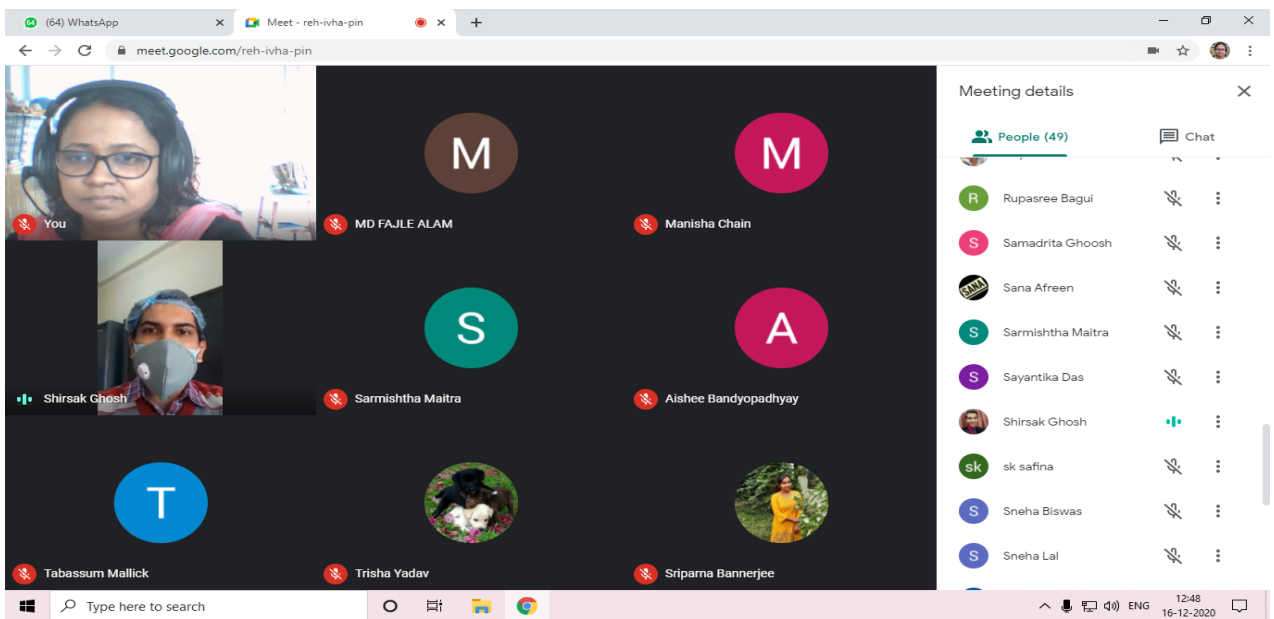 64
(64) WhatsApp
Meet - reh-ivha-pin
meet.google.com/reh-ivha-pin
You
M
MD FAJLE ALAM
M
Manisha Chain
Shirsak Ghosh
S
Sarmishtha Maitra
A
Aishee Bandyopadhyay
T
Tabassum Mallick
Trisha Yadav
Sriparna Bannerjee
Meeting details
People (49)
Chat
R Rupasree Bagui
S Samadrita Ghoosh
SANA Sana Afreen
S Sarmishtha Maitra
S Sayantika Das
Shirsak Ghosh
sk sk safina
S Sneha Biswas
S Sneha Lal
Type here to search
ENG
12:48
16-12-2020